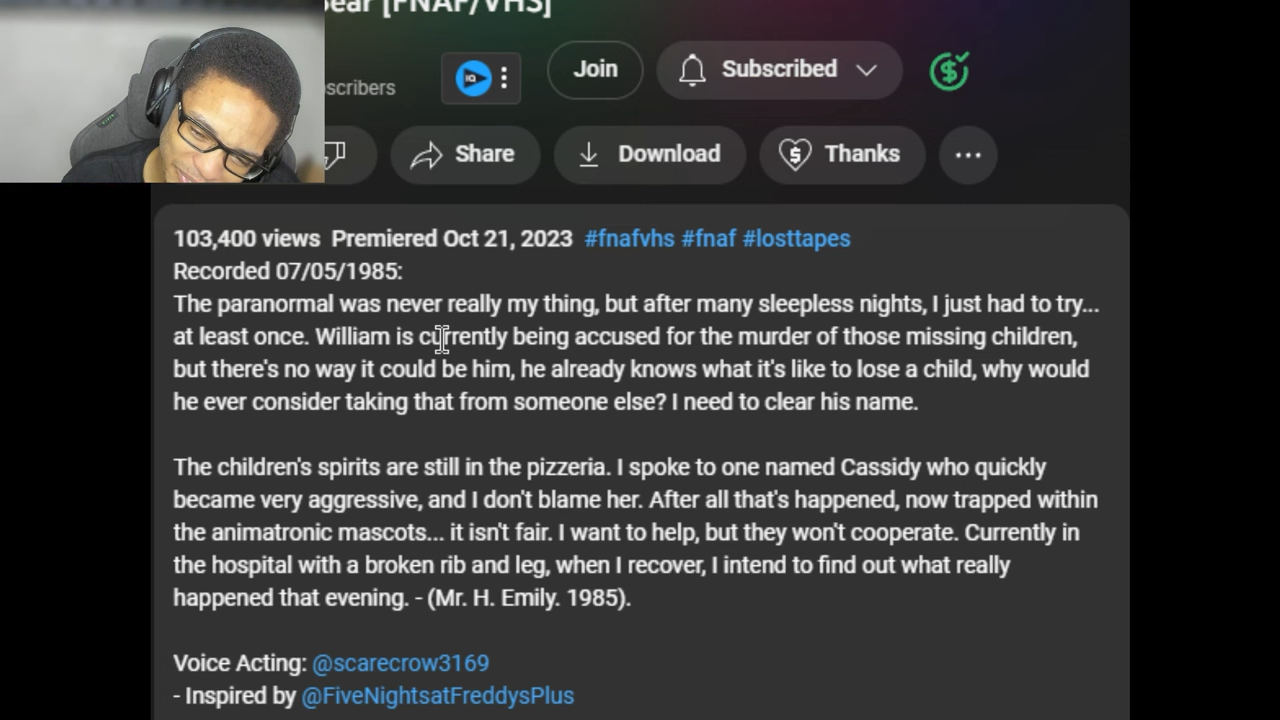 Bear [FNAF/VHS]
scribers
IQ
Join
Subscribed
Share
Download
Thanks
103,400 views Premiered Oct 21, 2023 #fnafvhs #fnaf #losttapes
Recorded 07/05/1985:
The paranormal was never really my thing, but after many sleepless nights, I just had to try...
at least once. William is currently being accused for the murder of those missing children,
but there's no way it could be him, he already knows what it's like to lose a child, why would
he ever consider taking that from someone else? I need to clear his name.
The children's spirits are still in the pizzeria. I spoke to one named Cassidy who quickly
became very aggressive, and I don't blame her. After all that's happened, now trapped within
the animatronic mascots... it isn't fair. I want to help, but they won't cooperate. Currently in
the hospital with a broken rib and leg, when I recover, I intend to find out what really
happened that evening. - (Mr. H. Emily. 1985).
Voice Acting: @scarecrow3169
- Inspired by @FiveNightsatFreddysPlus